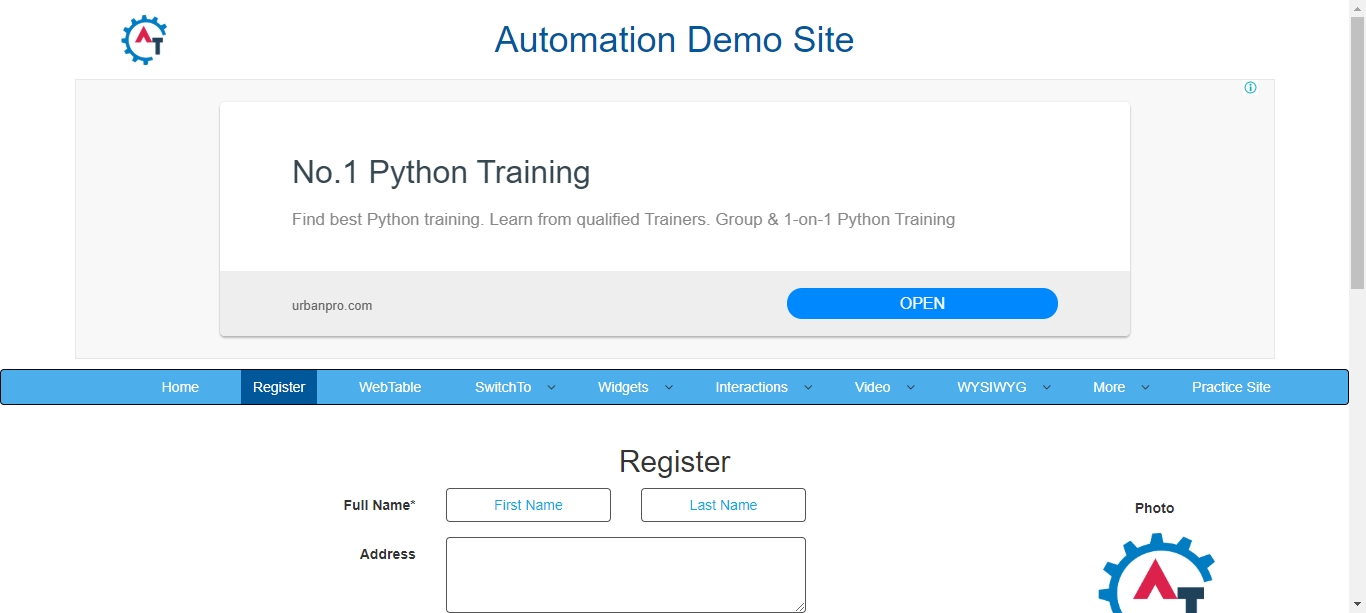 AT
Automation Demo Site
No.1 Python Training
Find best Python training. Learn from qualified Trainers. Group & 1-on-1 Python Training
urbanpro.com
OPEN
Home Register WebTable SwitchTo Widgets Interactions Video WYSIWYG More Practice Site
Register
Full Name* First Name Last Name
Photo
Address
AT